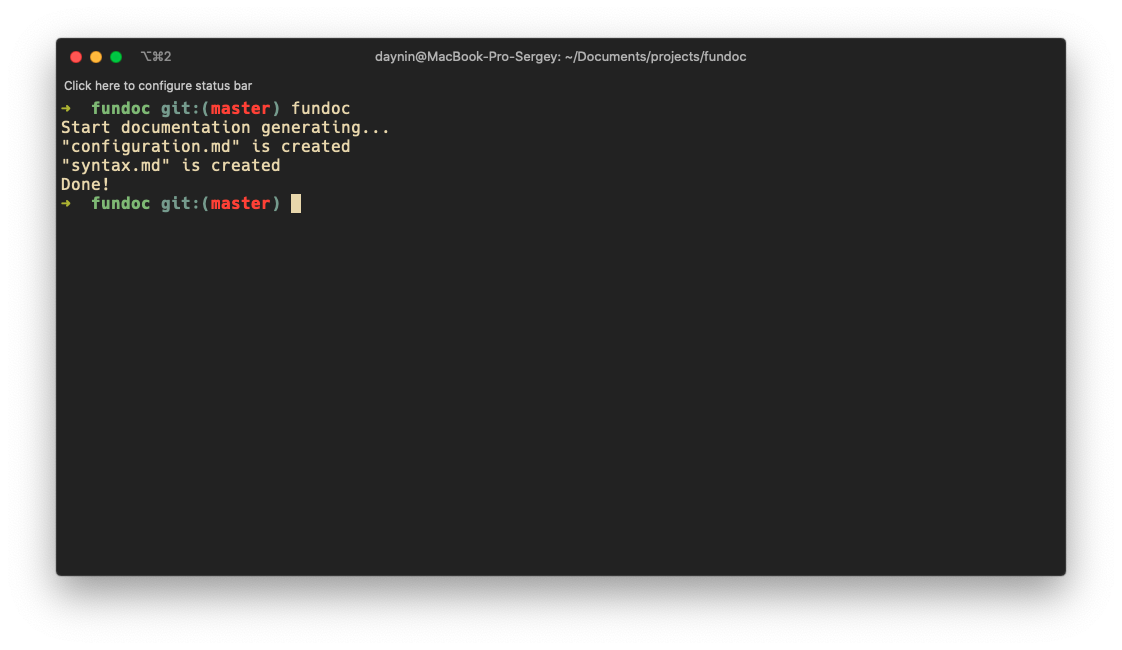 ⌥⌘2 daynin@MacBook-Pro-Sergey: ~/Documents/projects/fundoc
Click here to configure status bar
➜  fundoc git:(master) fundoc
Start documentation generating...
"configuration.md" is created
"syntax.md" is created
Done!
➜  fundoc git:(master)